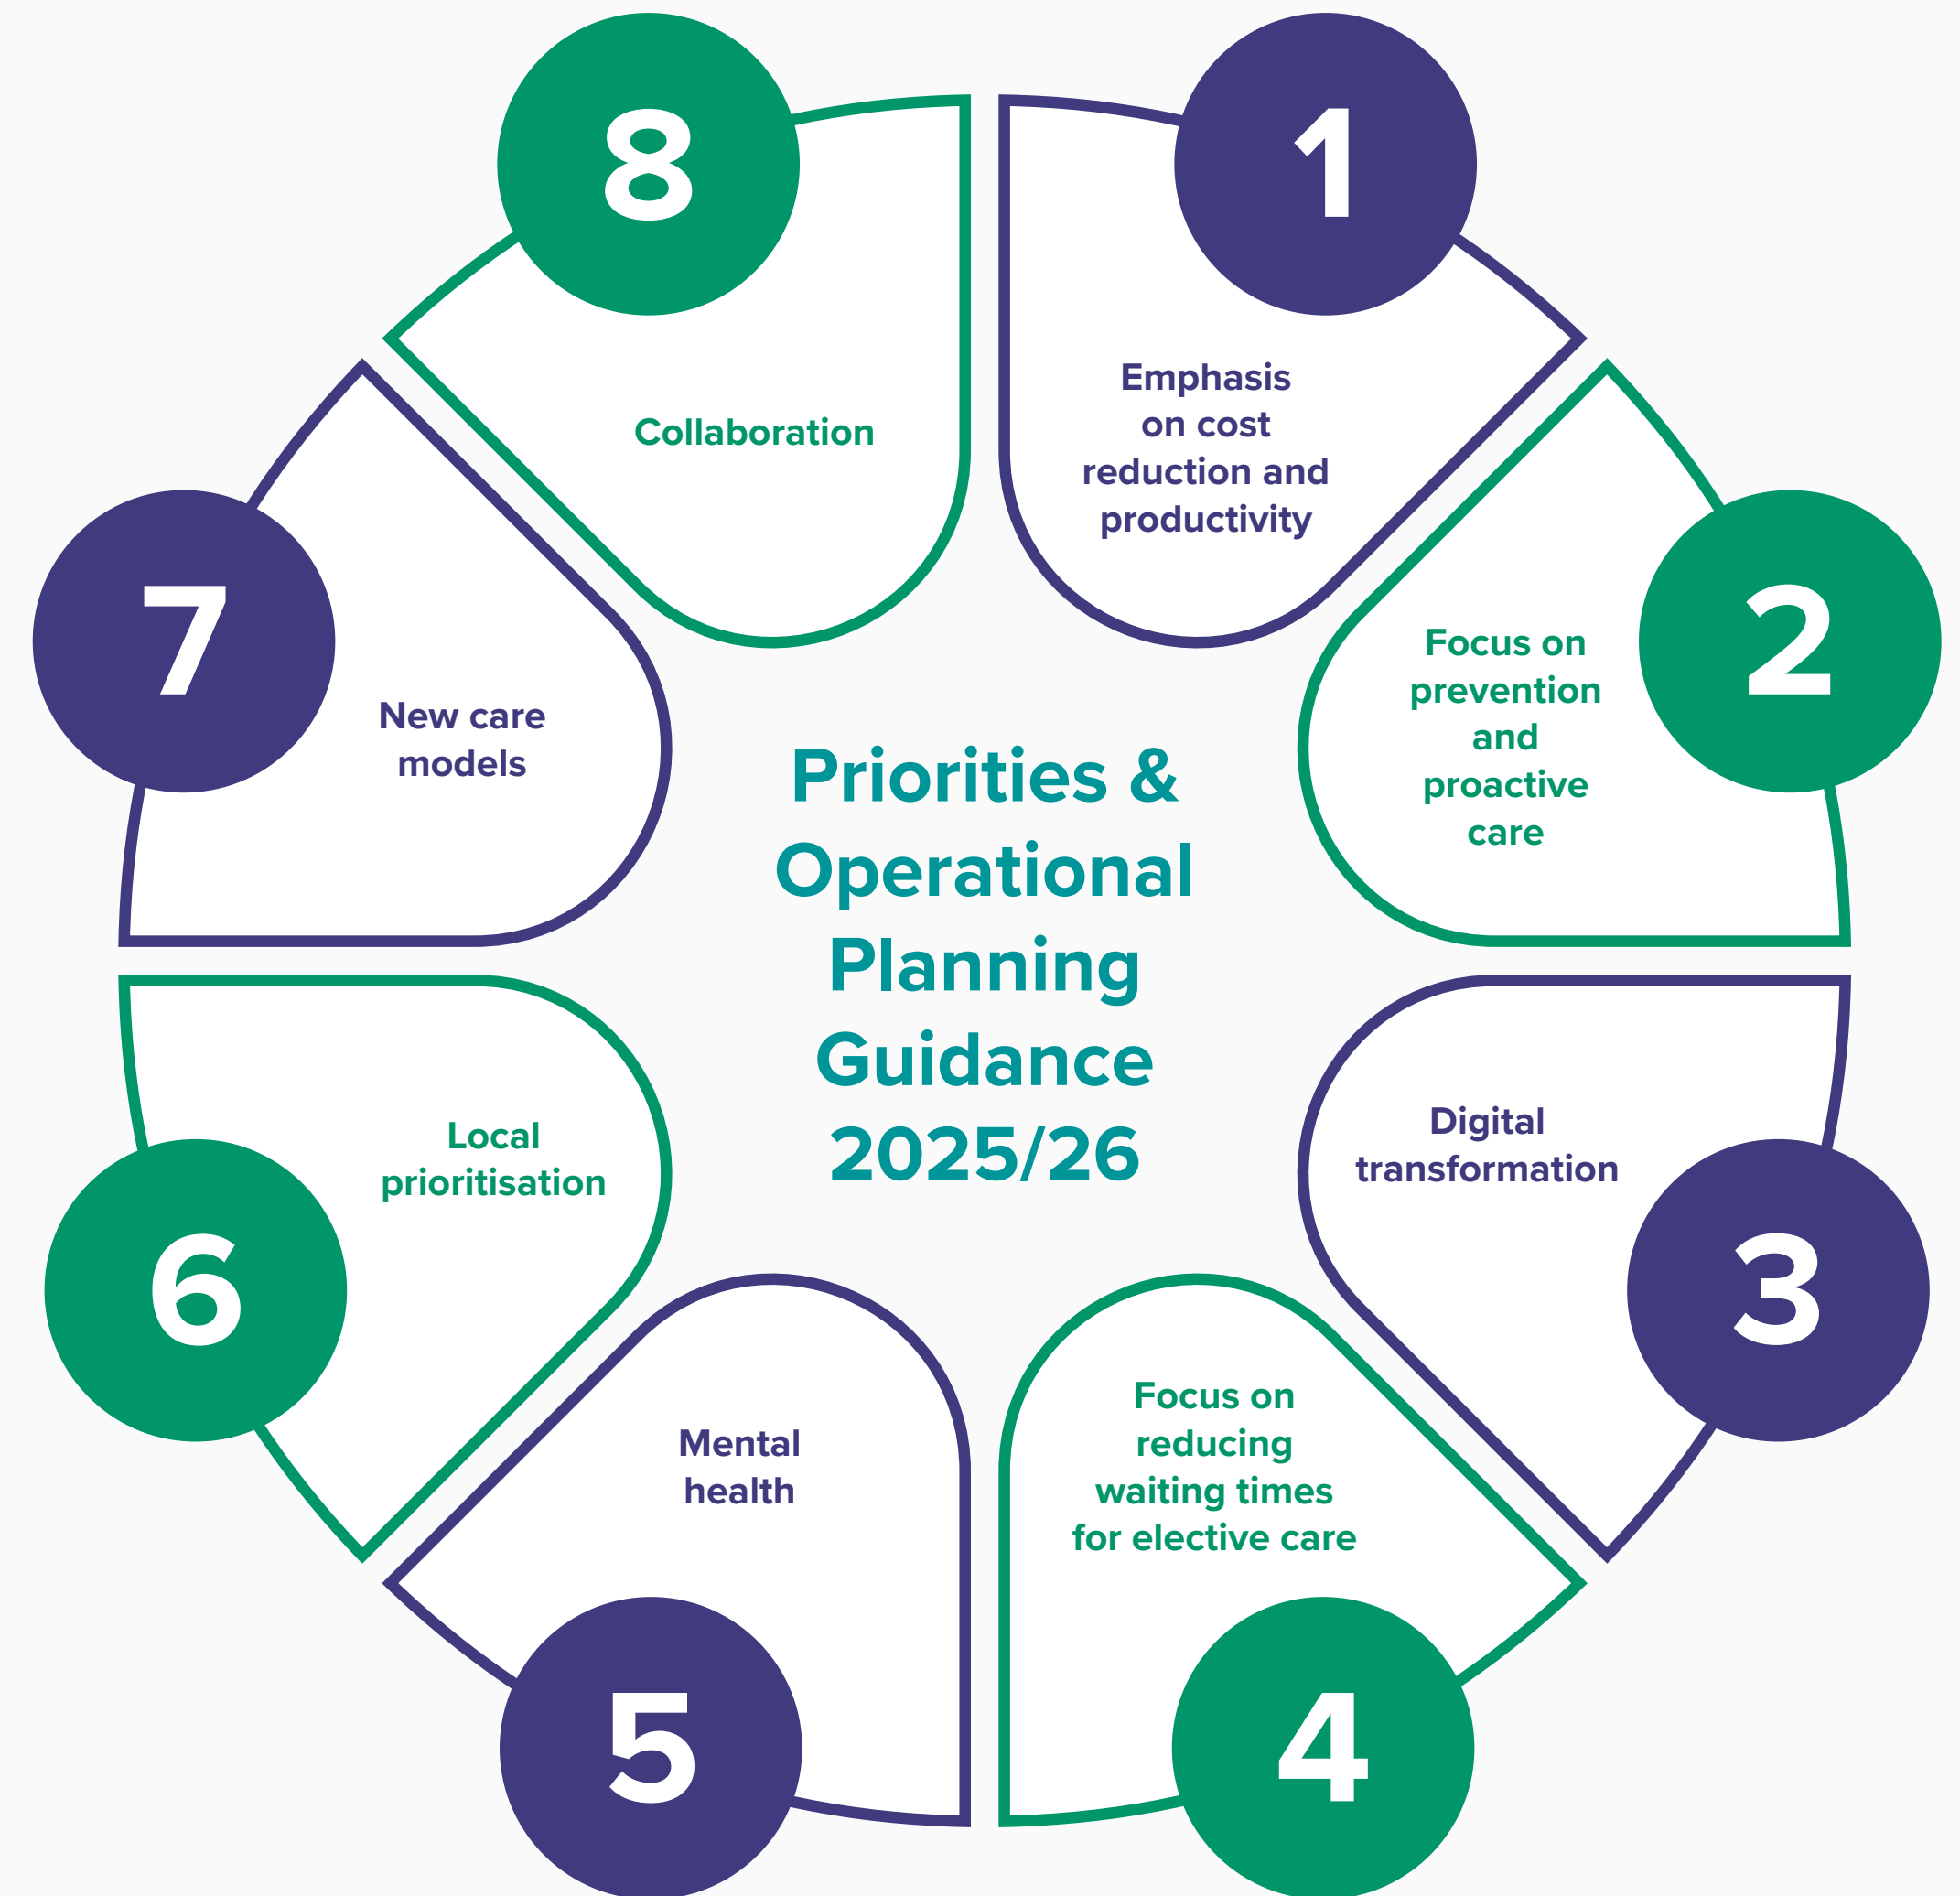 Priorities &
Operational
Planning
Guidance
2025/26
1
Emphasis
on cost
reduction and
productivity
2
Focus on
prevention
and
proactive
care
3
Digital
transformation
4
Focus on
reducing
waiting times
for elective care
5
Mental
health
6
Local
prioritisation
7
New care
models
8
Collaboration